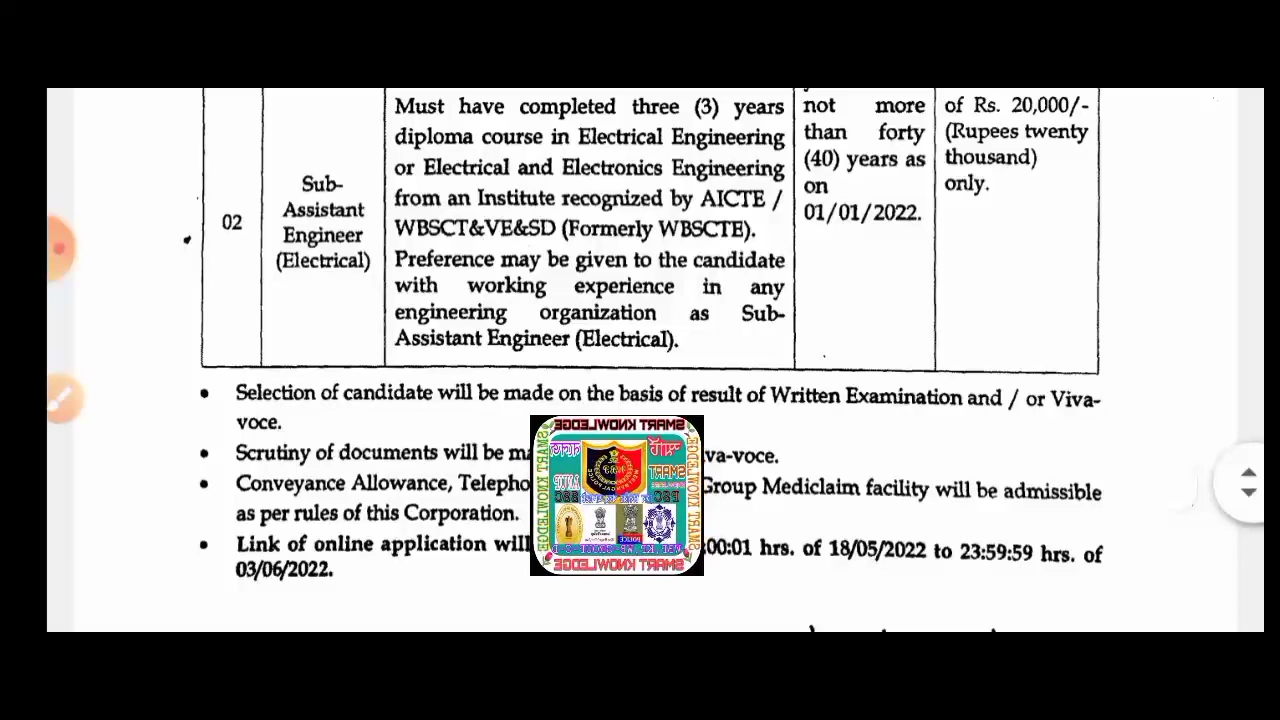 Must have completed three (3) years
diploma course in Electrical Engineering
or Electrical and Electronics Engineering
from an Institute recognized by AICTE /
WBSCT&VE&SD (Formerly WBSCTE).
Preference may be given to the candidate
with working experience in any
engineering organization as Sub-
Assistant Engineer (Electrical).
02
Sub-
Assistant
Engineer
(Electrical)
not more
than forty
(40) years as
on
01/01/2022.
of Rs. 20,000/-
(Rupees twenty
thousand)
only.
• Selection of candidate will be made on the basis of result of Written Examination and / or Viva-
voce.
• Scrutiny of documents will be ma va-voce.
• Conveyance Allowance, Telepho Group Mediclaim facility will be admissible
as per rules of this Corporation.
• Link of online application will :00:01 hrs. of 18/05/2022 to 23:59:59 hrs. of
03/06/2022.
SMART KNOWLEDGE
SMART KNOWLEDGE
SMART KNOWLEDGE